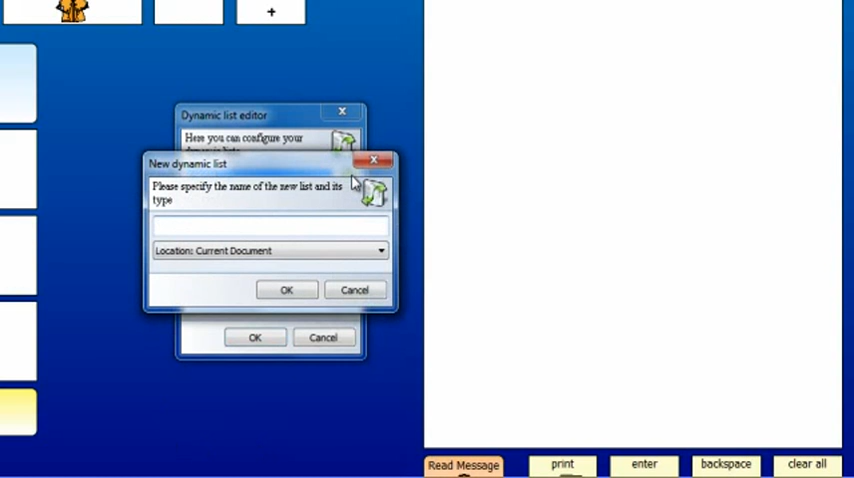 +
Dynamic list editor
Here you can configure your
New dynamic list
Please specify the name of the new list and its
type
Location: Current Document
OK Cancel
OK Cancel
Read Message print enter backspace clear all